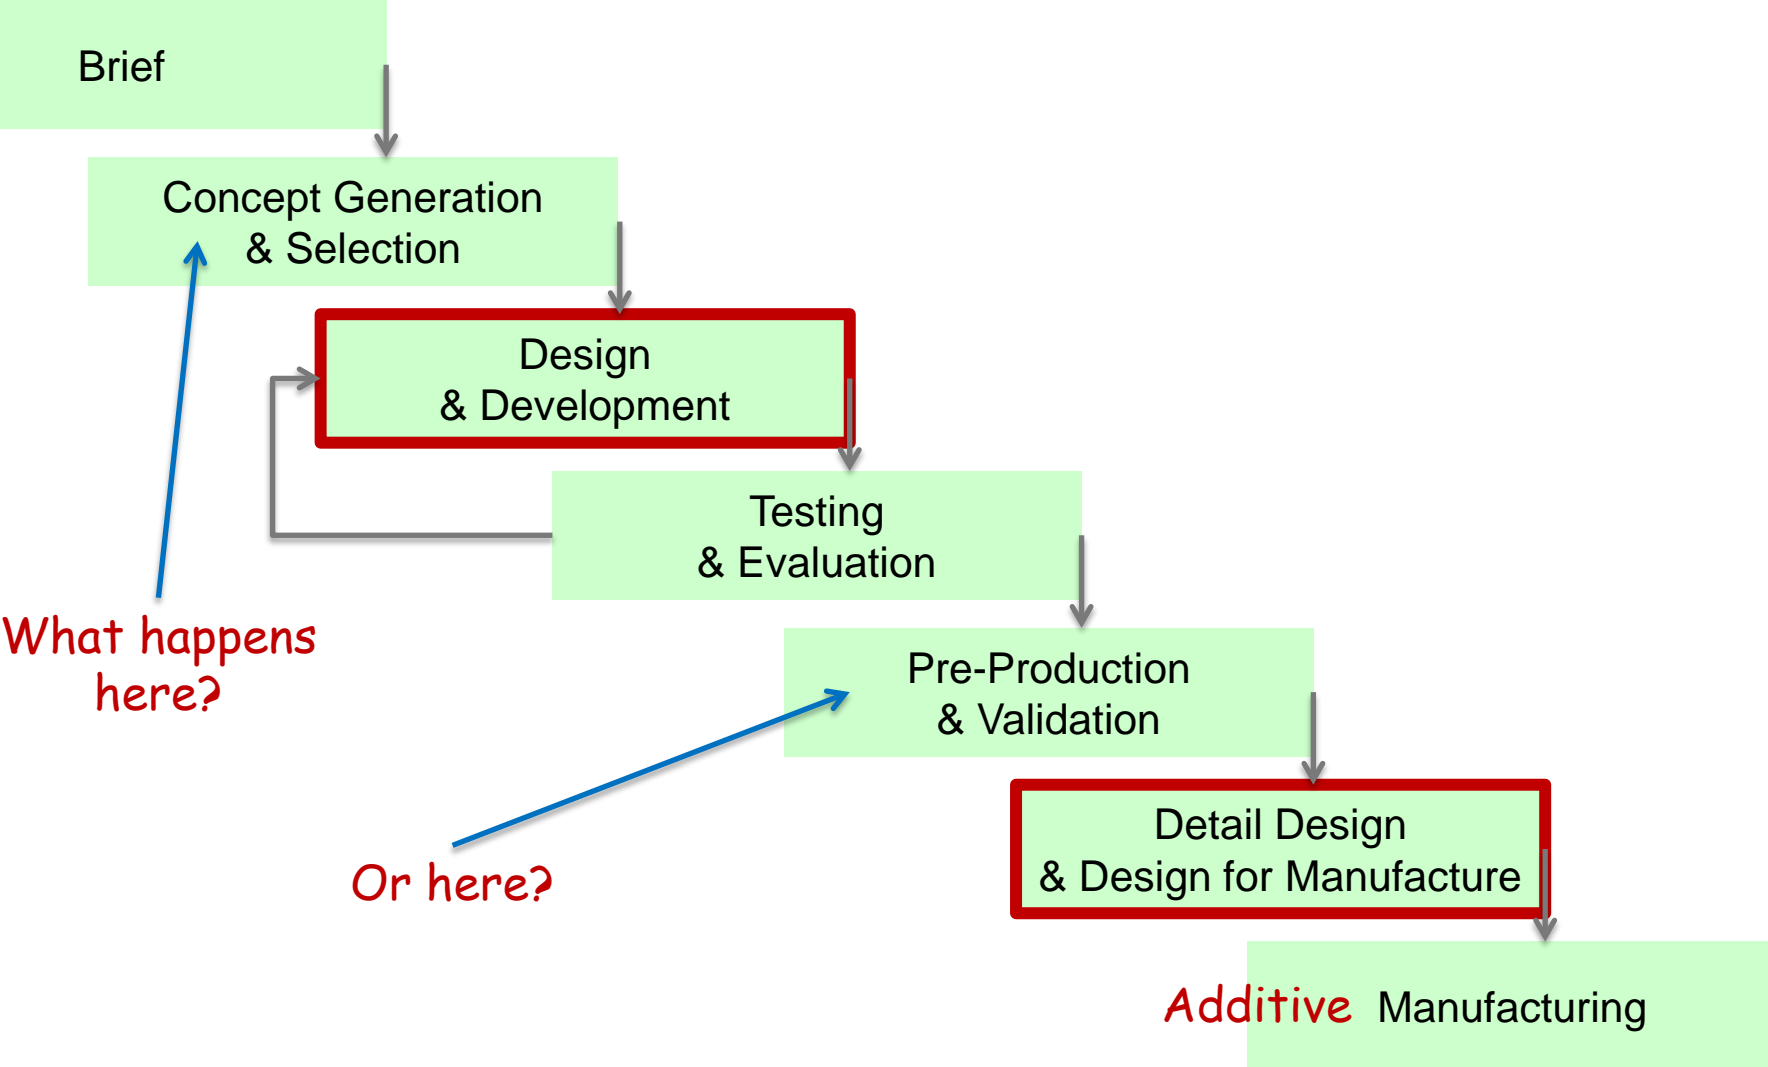 Brief
Concept Generation
& Selection
Design
& Development
Testing
& Evaluation
What happens
here?
Pre-Production
& Validation
Or here?
Detail Design
& Design for Manufacture
Additive Manufacturing